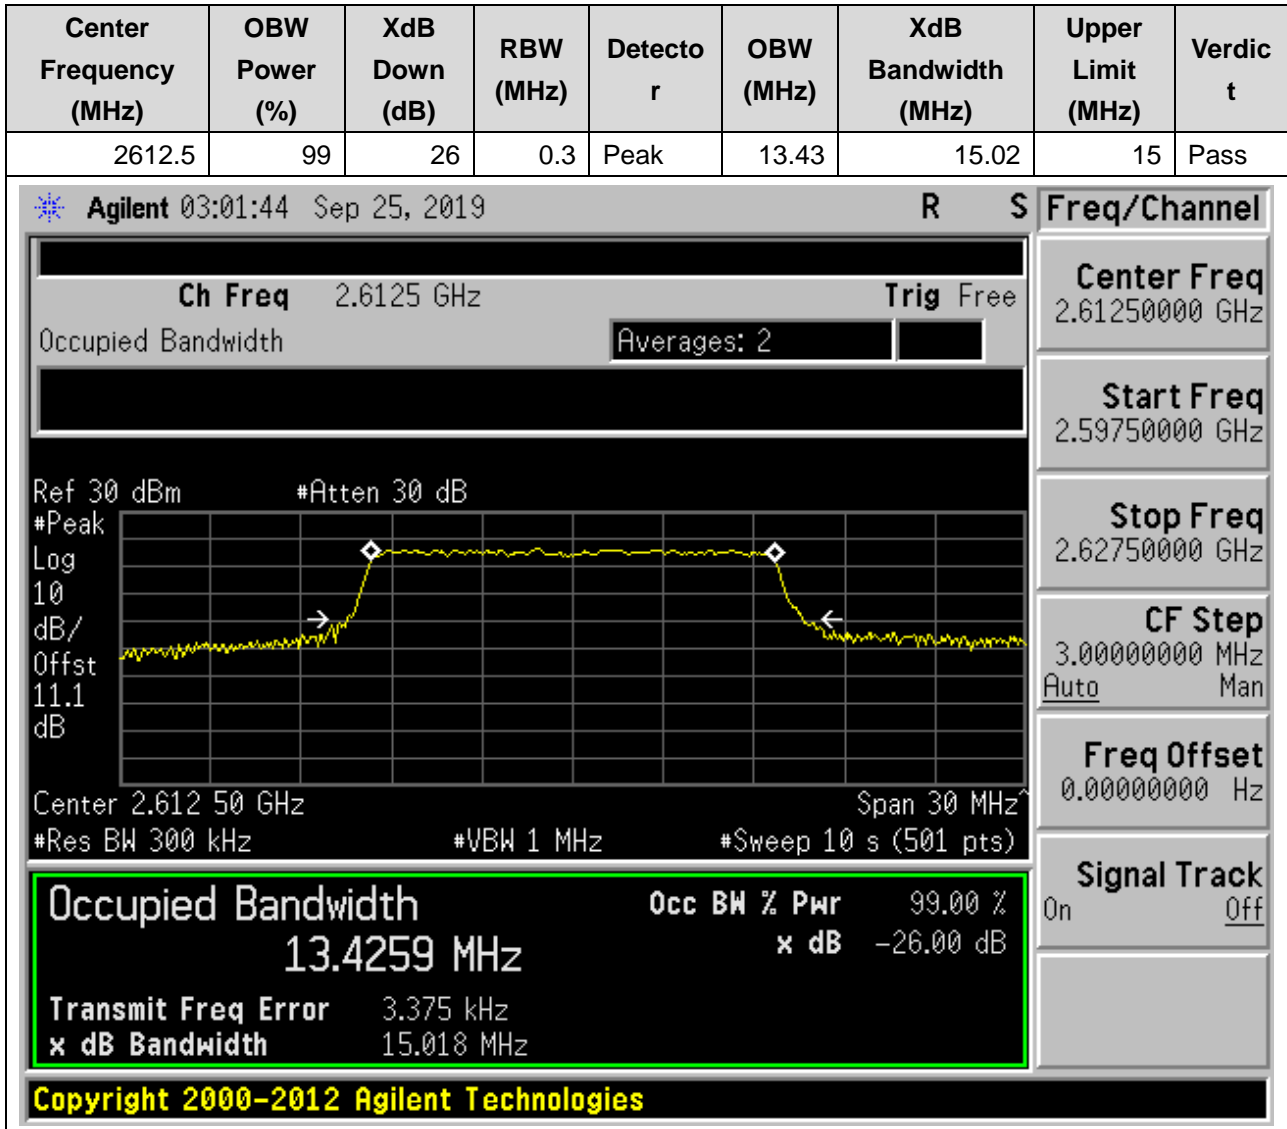 Center Frequency (MHz) OBW Power (%) XdB Down (dB) RBW (MHz) Detecto r OBW (MHz) XdB Bandwidth (MHz) Upper Limit (MHz) Verdic t
2612.5 99 26 0.3 Peak 13.43 15.02 15 Pass
Agilent 03:01:44 Sep 25, 2019 R S Freq/Channel
Ch Freq 2.6125 GHz Trig Free
Occupied Bandwidth Averages: 2
Center Freq
2.61250000 GHz
Start Freq
2.59750000 GHz
Stop Freq
2.62750000 GHz
CF Step
3.00000000 MHz
Auto Man
Freq Offset
0.00000000 Hz
Signal Track
On Off
Ref 30 dBm #Atten 30 dB
#Peak
Log
10
dB/
Offst
11.1
dB
Center 2.612 50 GHz Span 30 MHz^
#Res BW 300 kHz #VBW 1 MHz #Sweep 10 s (501 pts)
Occupied Bandwidth Occ BW % Pwr 99.00 %
13.4259 MHz x dB -26.00 dB
Transmit Freq Error 3.375 kHz
x dB Bandwidth 15.018 MHz
Copyright 2000-2012 Agilent Technologies